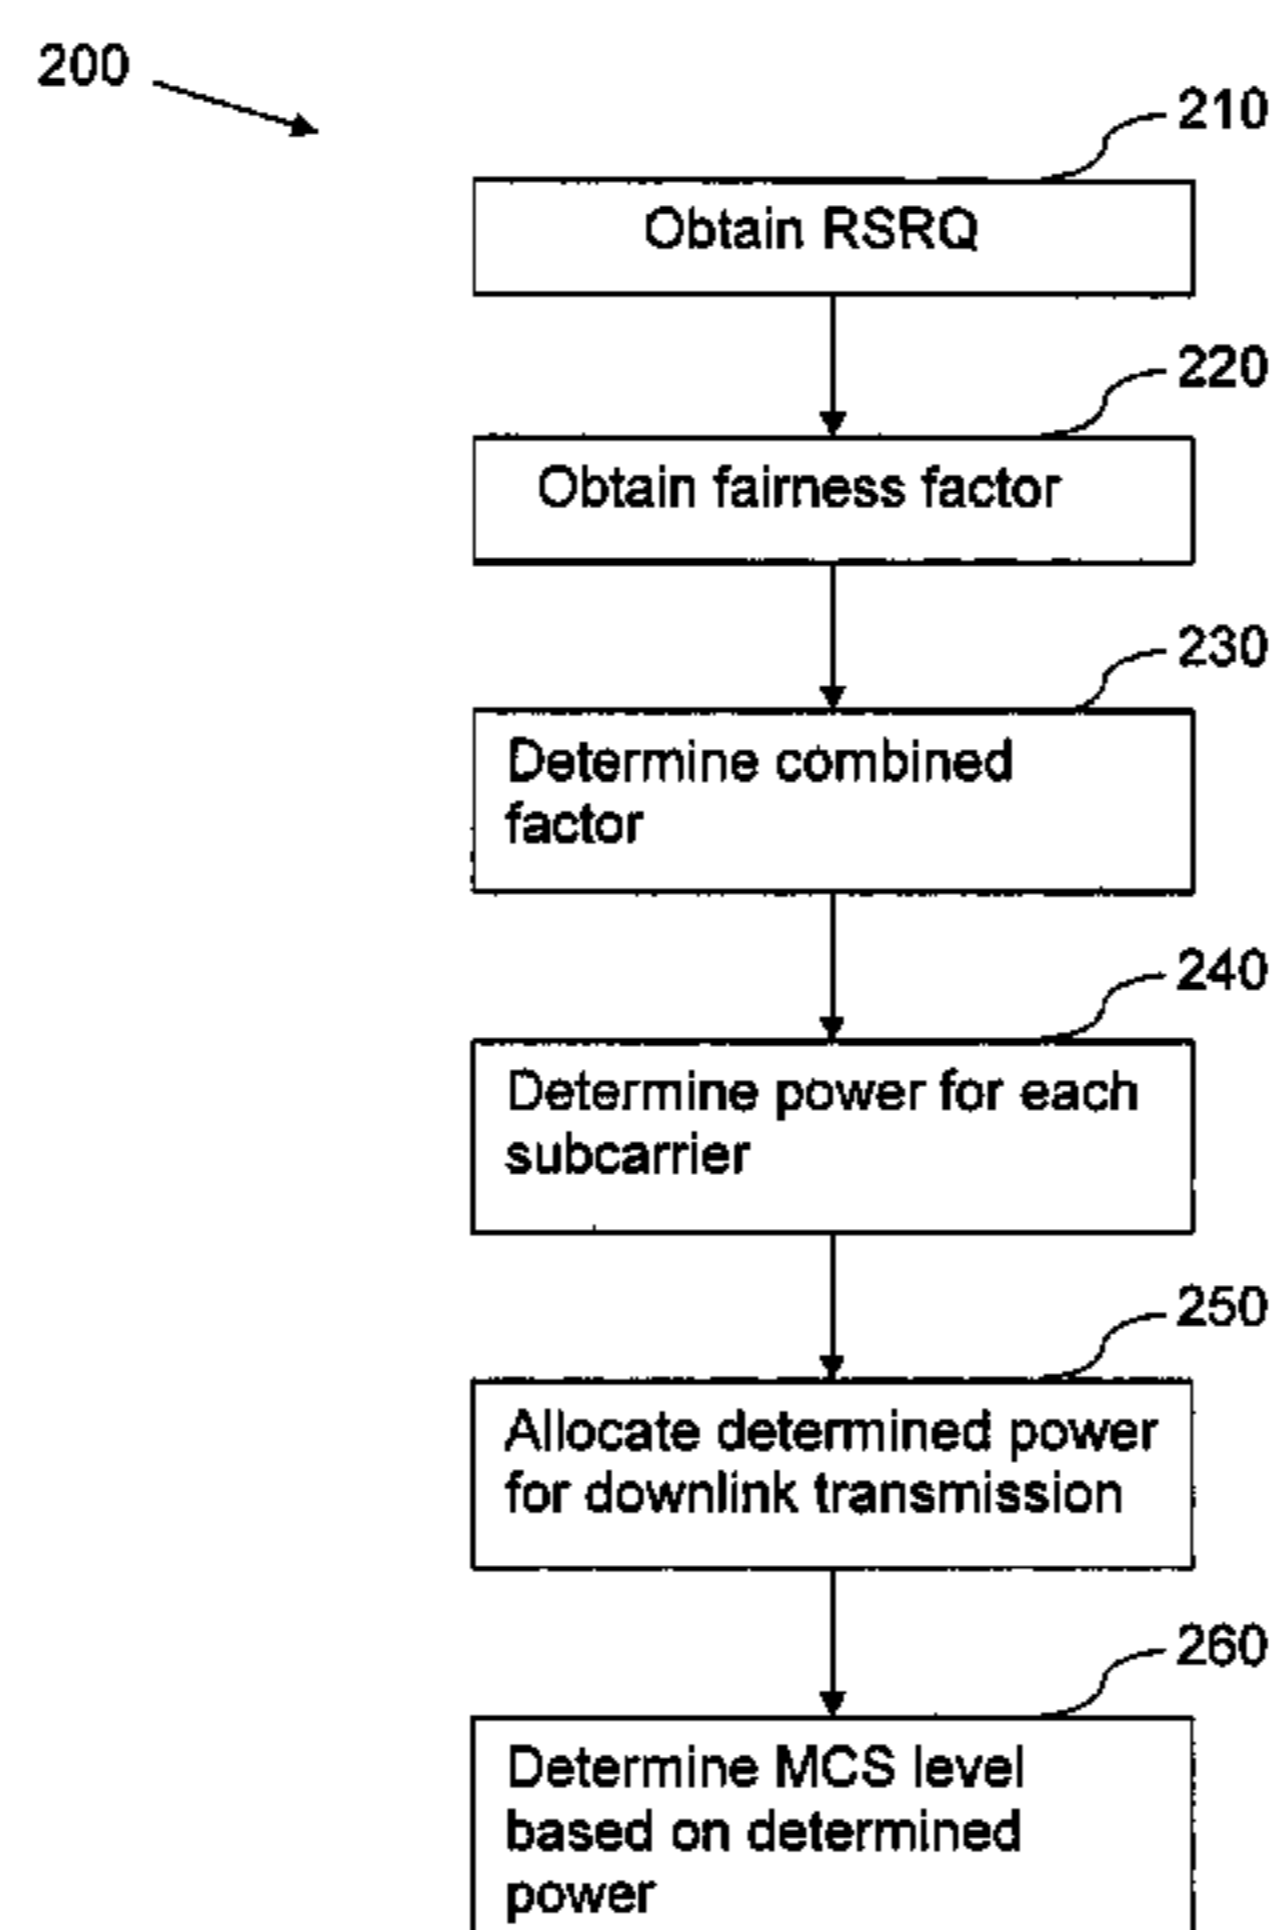 200
210
Obtain RSRQ
220
Obtain fairness factor
230
Determine combined
factor
240
Determine power for each
subcarrier
250
Allocate determined power
for downlink transmission
260
Determine MCS level
based on determined
power